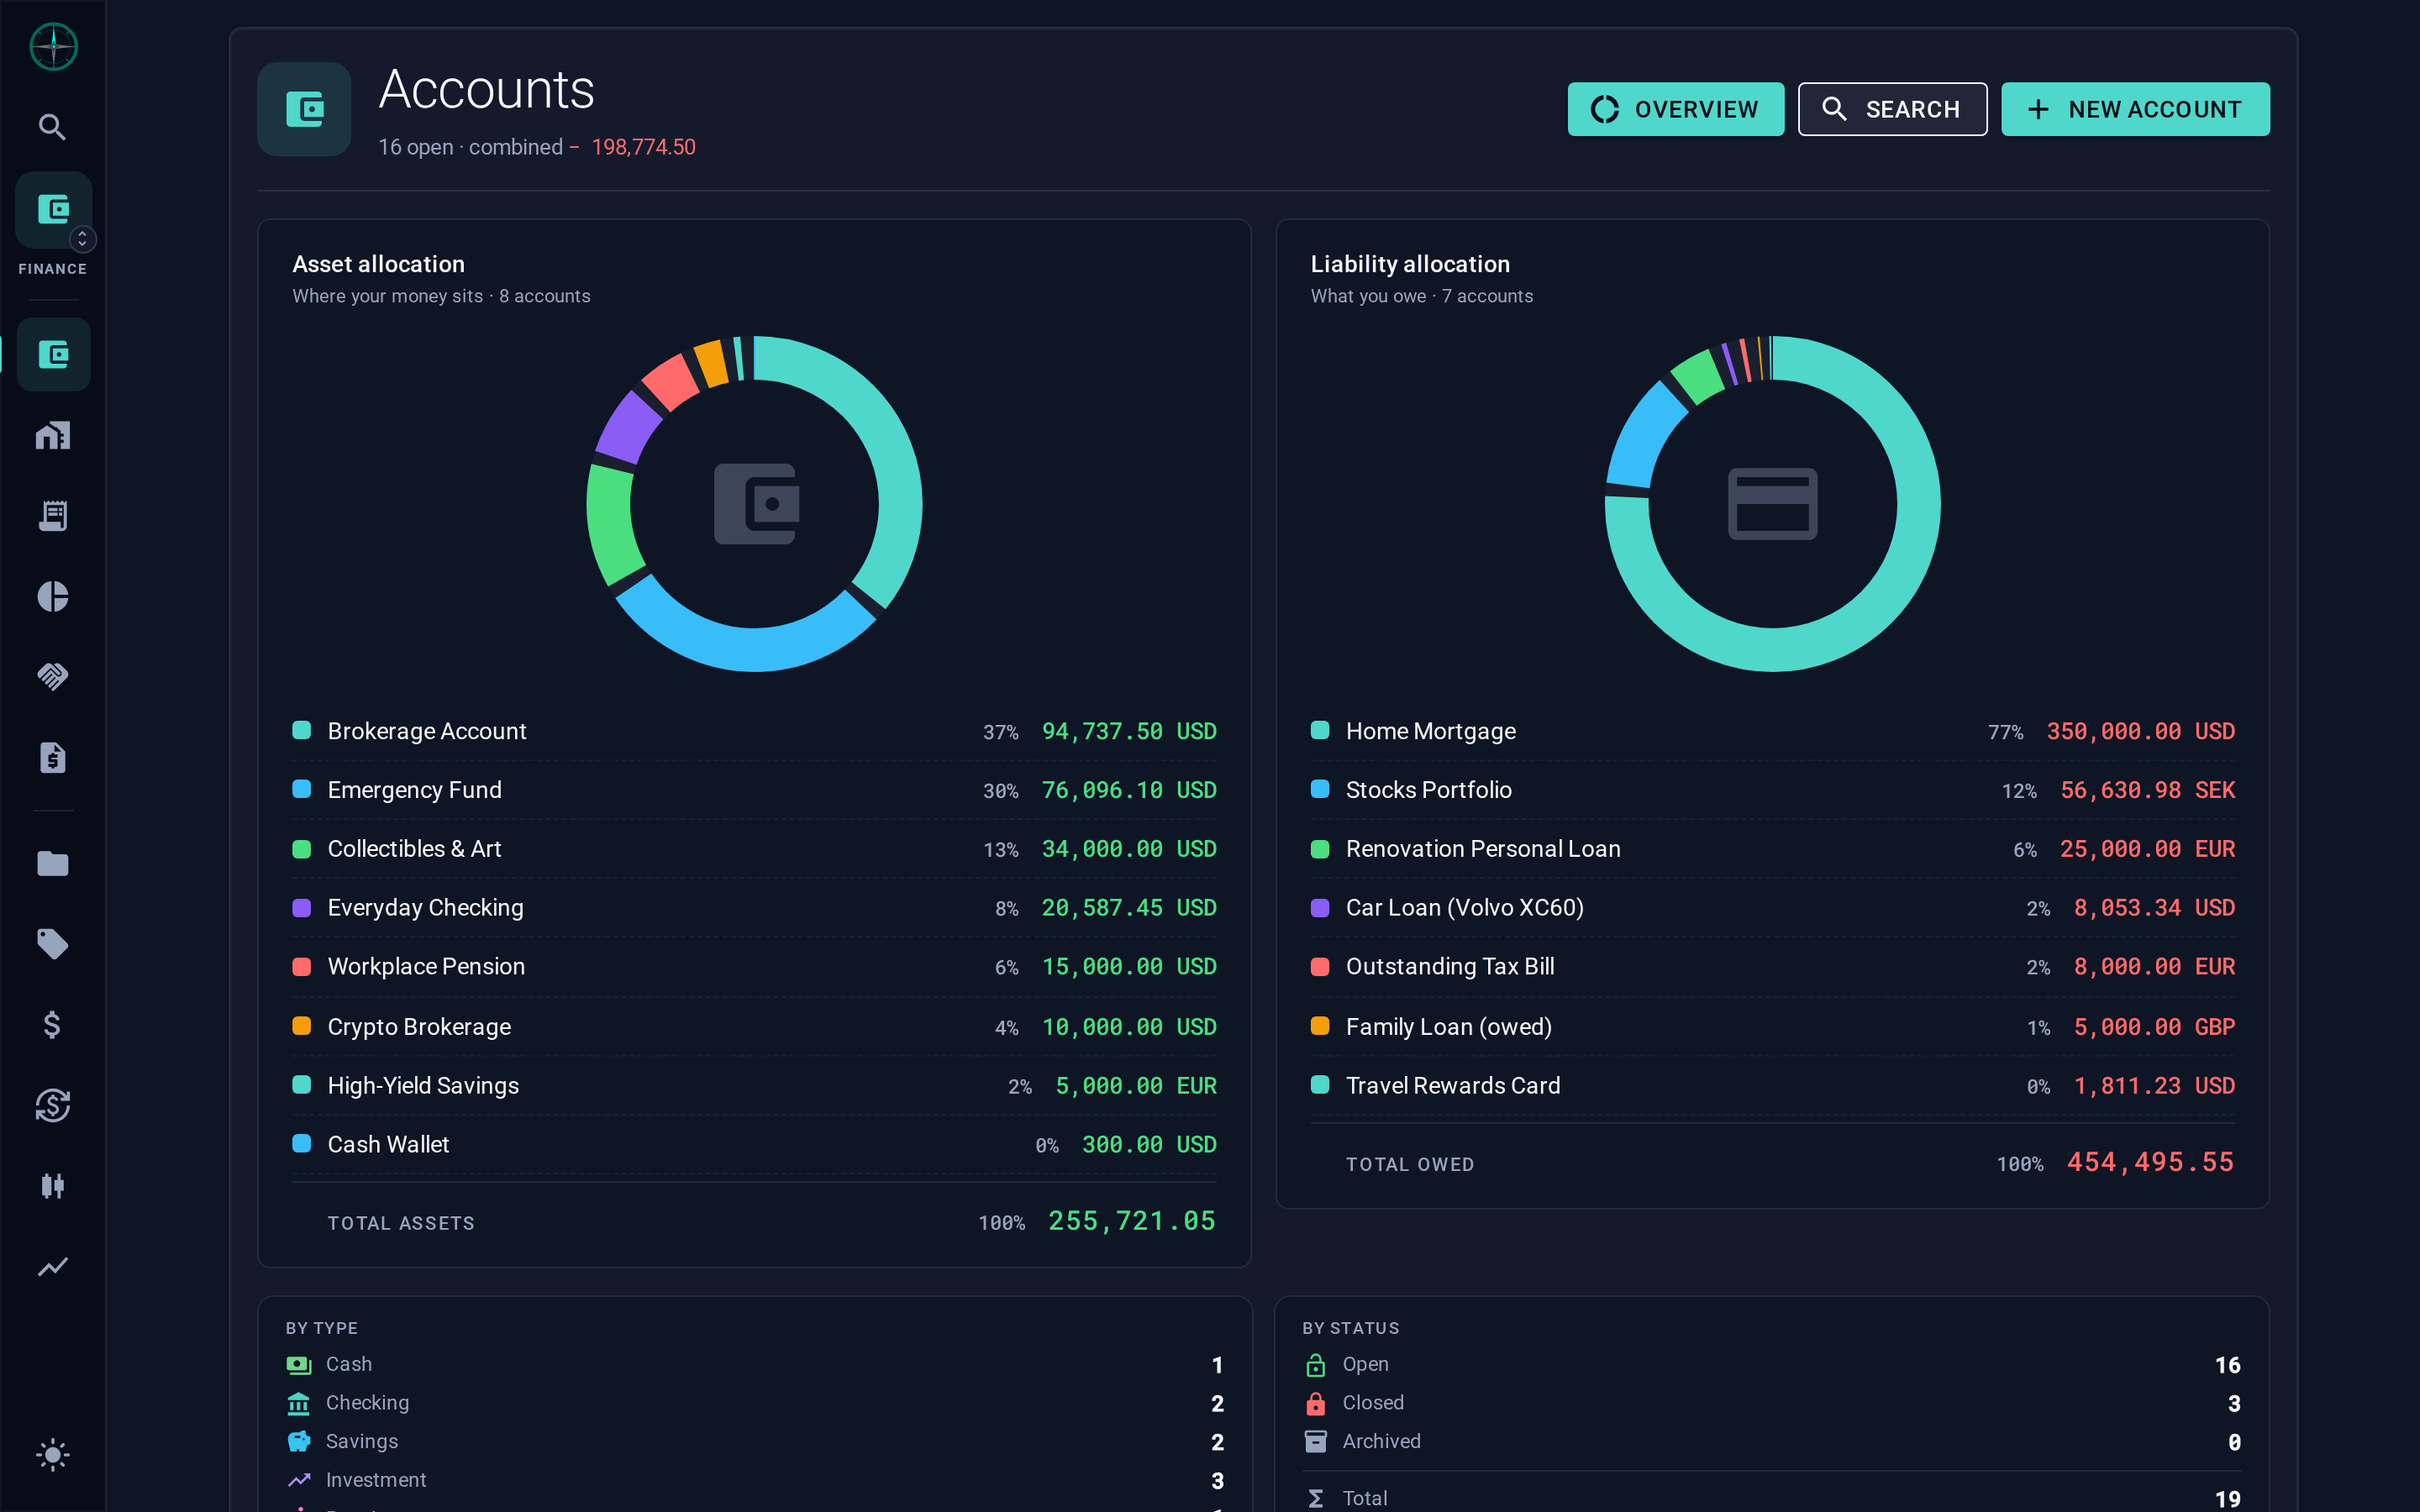 Accounts
16 open · combined − 198,774.50
OVERVIEW
SEARCH
NEW ACCOUNT
FINANCE
Asset allocation
Where your money sits · 8 accounts
Brokerage Account 37% 94,737.50 USD
Emergency Fund 30% 76,096.10 USD
Collectibles & Art 13% 34,000.00 USD
Everyday Checking 8% 20,587.45 USD
Workplace Pension 6% 15,000.00 USD
Crypto Brokerage 4% 10,000.00 USD
High-Yield Savings 2% 5,000.00 EUR
Cash Wallet 0% 300.00 USD
TOTAL ASSETS 100% 255,721.05
Liability allocation
What you owe · 7 accounts
Home Mortgage 77% 350,000.00 USD
Stocks Portfolio 12% 56,630.98 SEK
Renovation Personal Loan 6% 25,000.00 EUR
Car Loan (Volvo XC60) 2% 8,053.34 USD
Outstanding Tax Bill 2% 8,000.00 EUR
Family Loan (owed) 1% 5,000.00 GBP
Travel Rewards Card 0% 1,811.23 USD
TOTAL OWED 100% 454,495.55
BY TYPE
Cash 1
Checking 2
Savings 2
Investment 3
BY STATUS
Open 16
Closed 3
Archived 0
Total 19